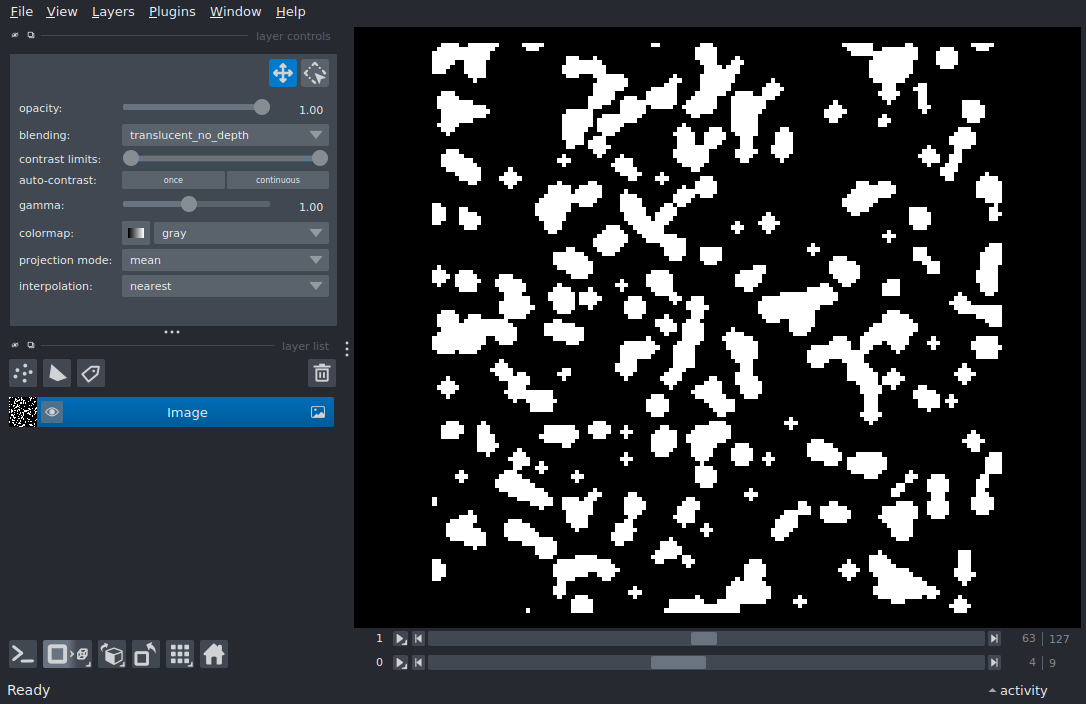 File View Layers Plugins Window Help
layer controls
opacity: 1.00
blending: translucent_no_depth
contrast limits:
auto-contrast: once continuous
gamma: 1.00
colormap: gray
projection mode: mean
interpolation: nearest
layer list
Image
1 63 127
0 4 9
Ready activity